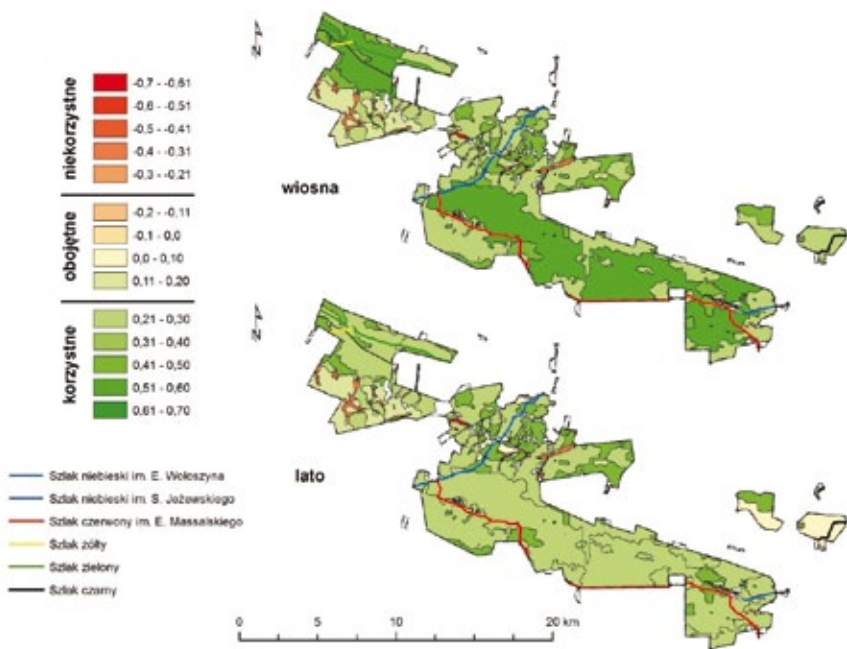 niekorzystne
-0,7 - -0,61
-0,6 - -0,51
-0,5 - -0,41
-0,4 - -0,31
-0,3 - -0,21
obojętne
-0,2 - -0,11
-0,1 - 0,0
0,0 - 0,10
0,11 - 0,20
korzystne
0,21 - 0,30
0,31 - 0,40
0,41 - 0,50
0,51 - 0,60
0,61 - 0,70
wiosna
lato
Szlak niebieski im. E. Wołoszyna
Szlak niebieski im. S. Jeżewskiego
Szlak czerwony im. E. Massalskiego
Szlak żółty
Szlak zielony
Szlak czarny
0 5 10 20 km